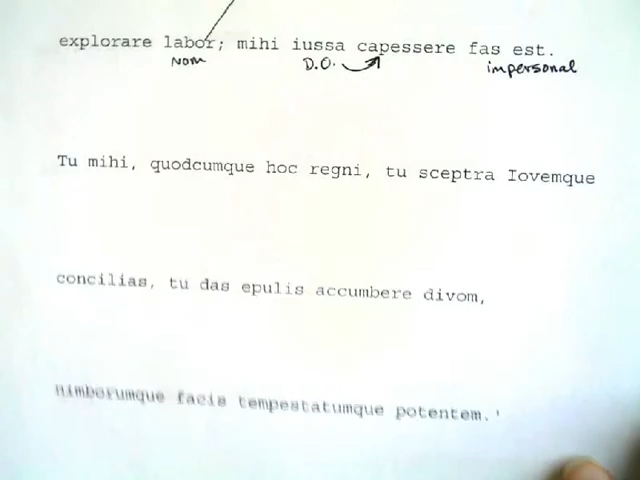 explorare labor; mihi iussa capessere fas est.
Nom D.O. impersonal
Tu mihi, quodcumque hoc regni, tu sceptra Iovemque
concilias, tu das epulis accumbere divom,
nimborumque facis tempestatumque potentem.'